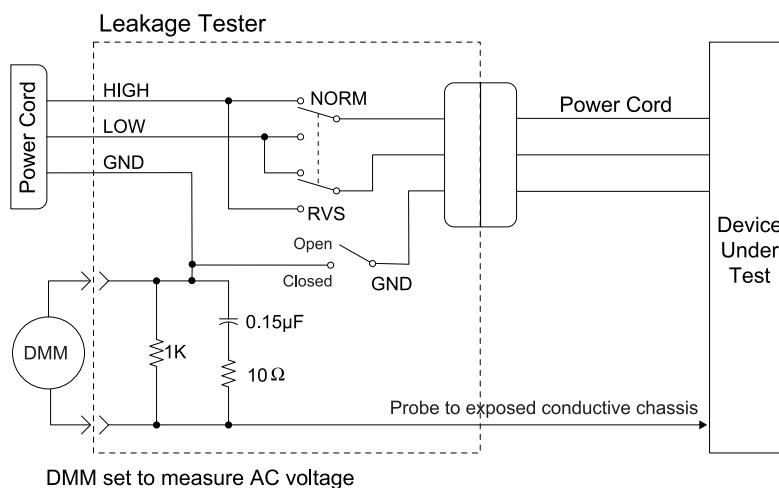 Leakage Tester
Power Cord
HIGH
LOW
GND
NORM
RVS
Open
Closed
GND
Power Cord
Device
Under
Test
DMM
1K
0.15µF
10Ω
Probe to exposed conductive chassis
DMM set to measure AC voltage